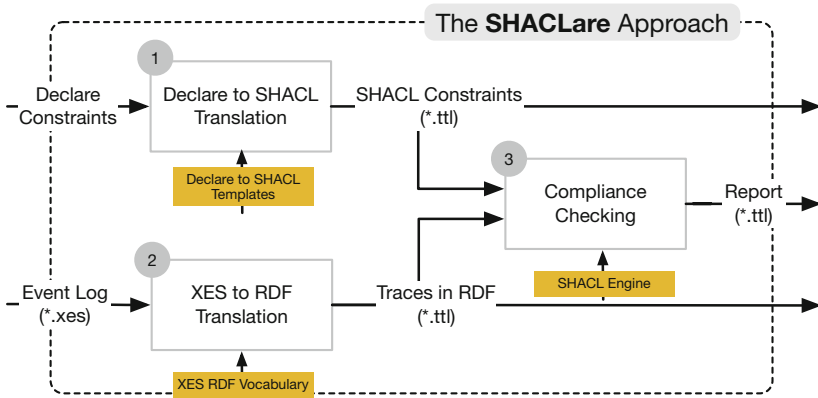 The SHACLare Approach
1
Declare
Constraints
Declare to SHACL
Translation
SHACL Constraints
(*.ttl)
Declare to SHACL
Templates
3
Compliance
Checking
Report
(*.ttl)
SHACL Engine
2
Event Log
(*.xes)
XES to RDF
Translation
Traces in RDF
(*.ttl)
XES RDF Vocabulary